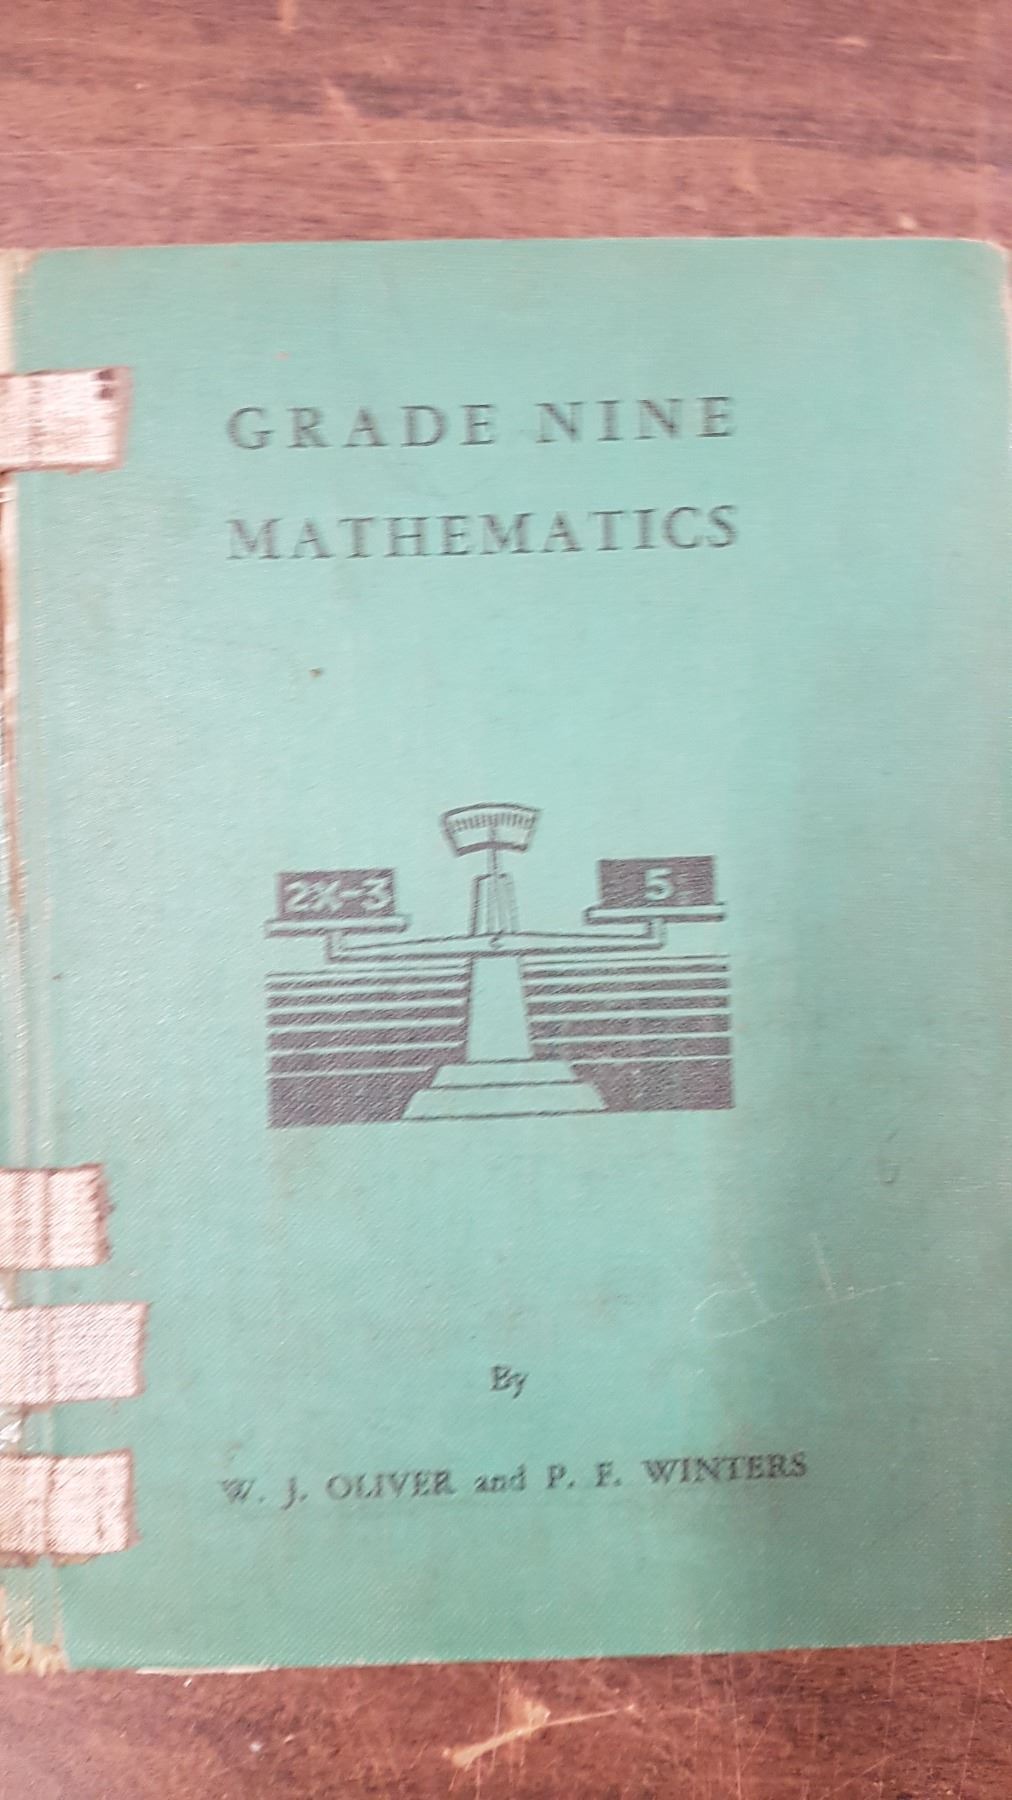 GRADE NINE
MATHEMATICS
2X-3 5
By
W. J. OLIVER and P. F. WINTERS